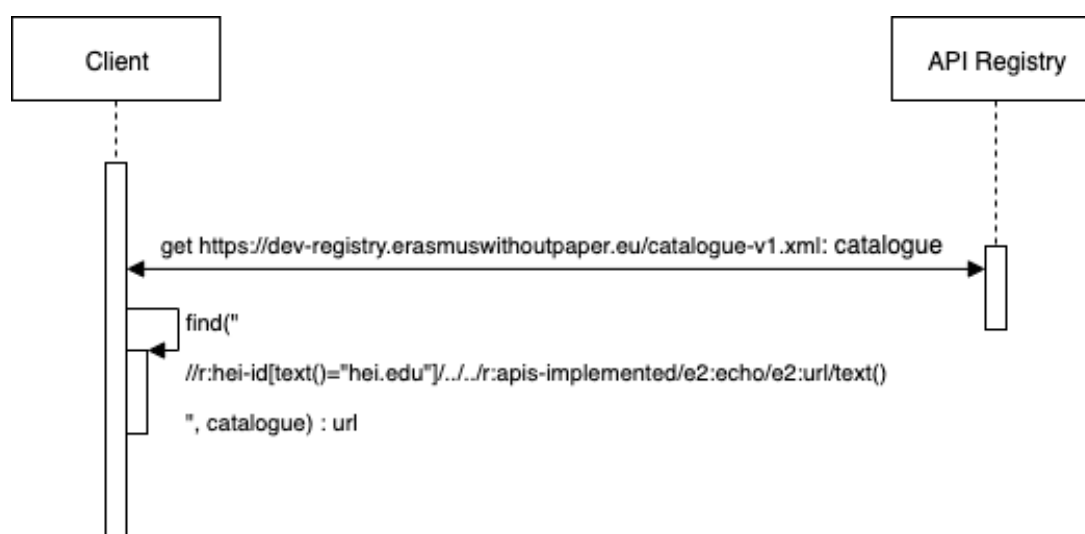 Client
API Registry
get https://dev-registry.erasmuswithoutpaper.eu/catalogue-v1.xml: catalogue
find("
//r:hei-id[text()="hei.edu"]/../../r:apis-implemented/e2:echo/e2:url/text()
", catalogue) : url